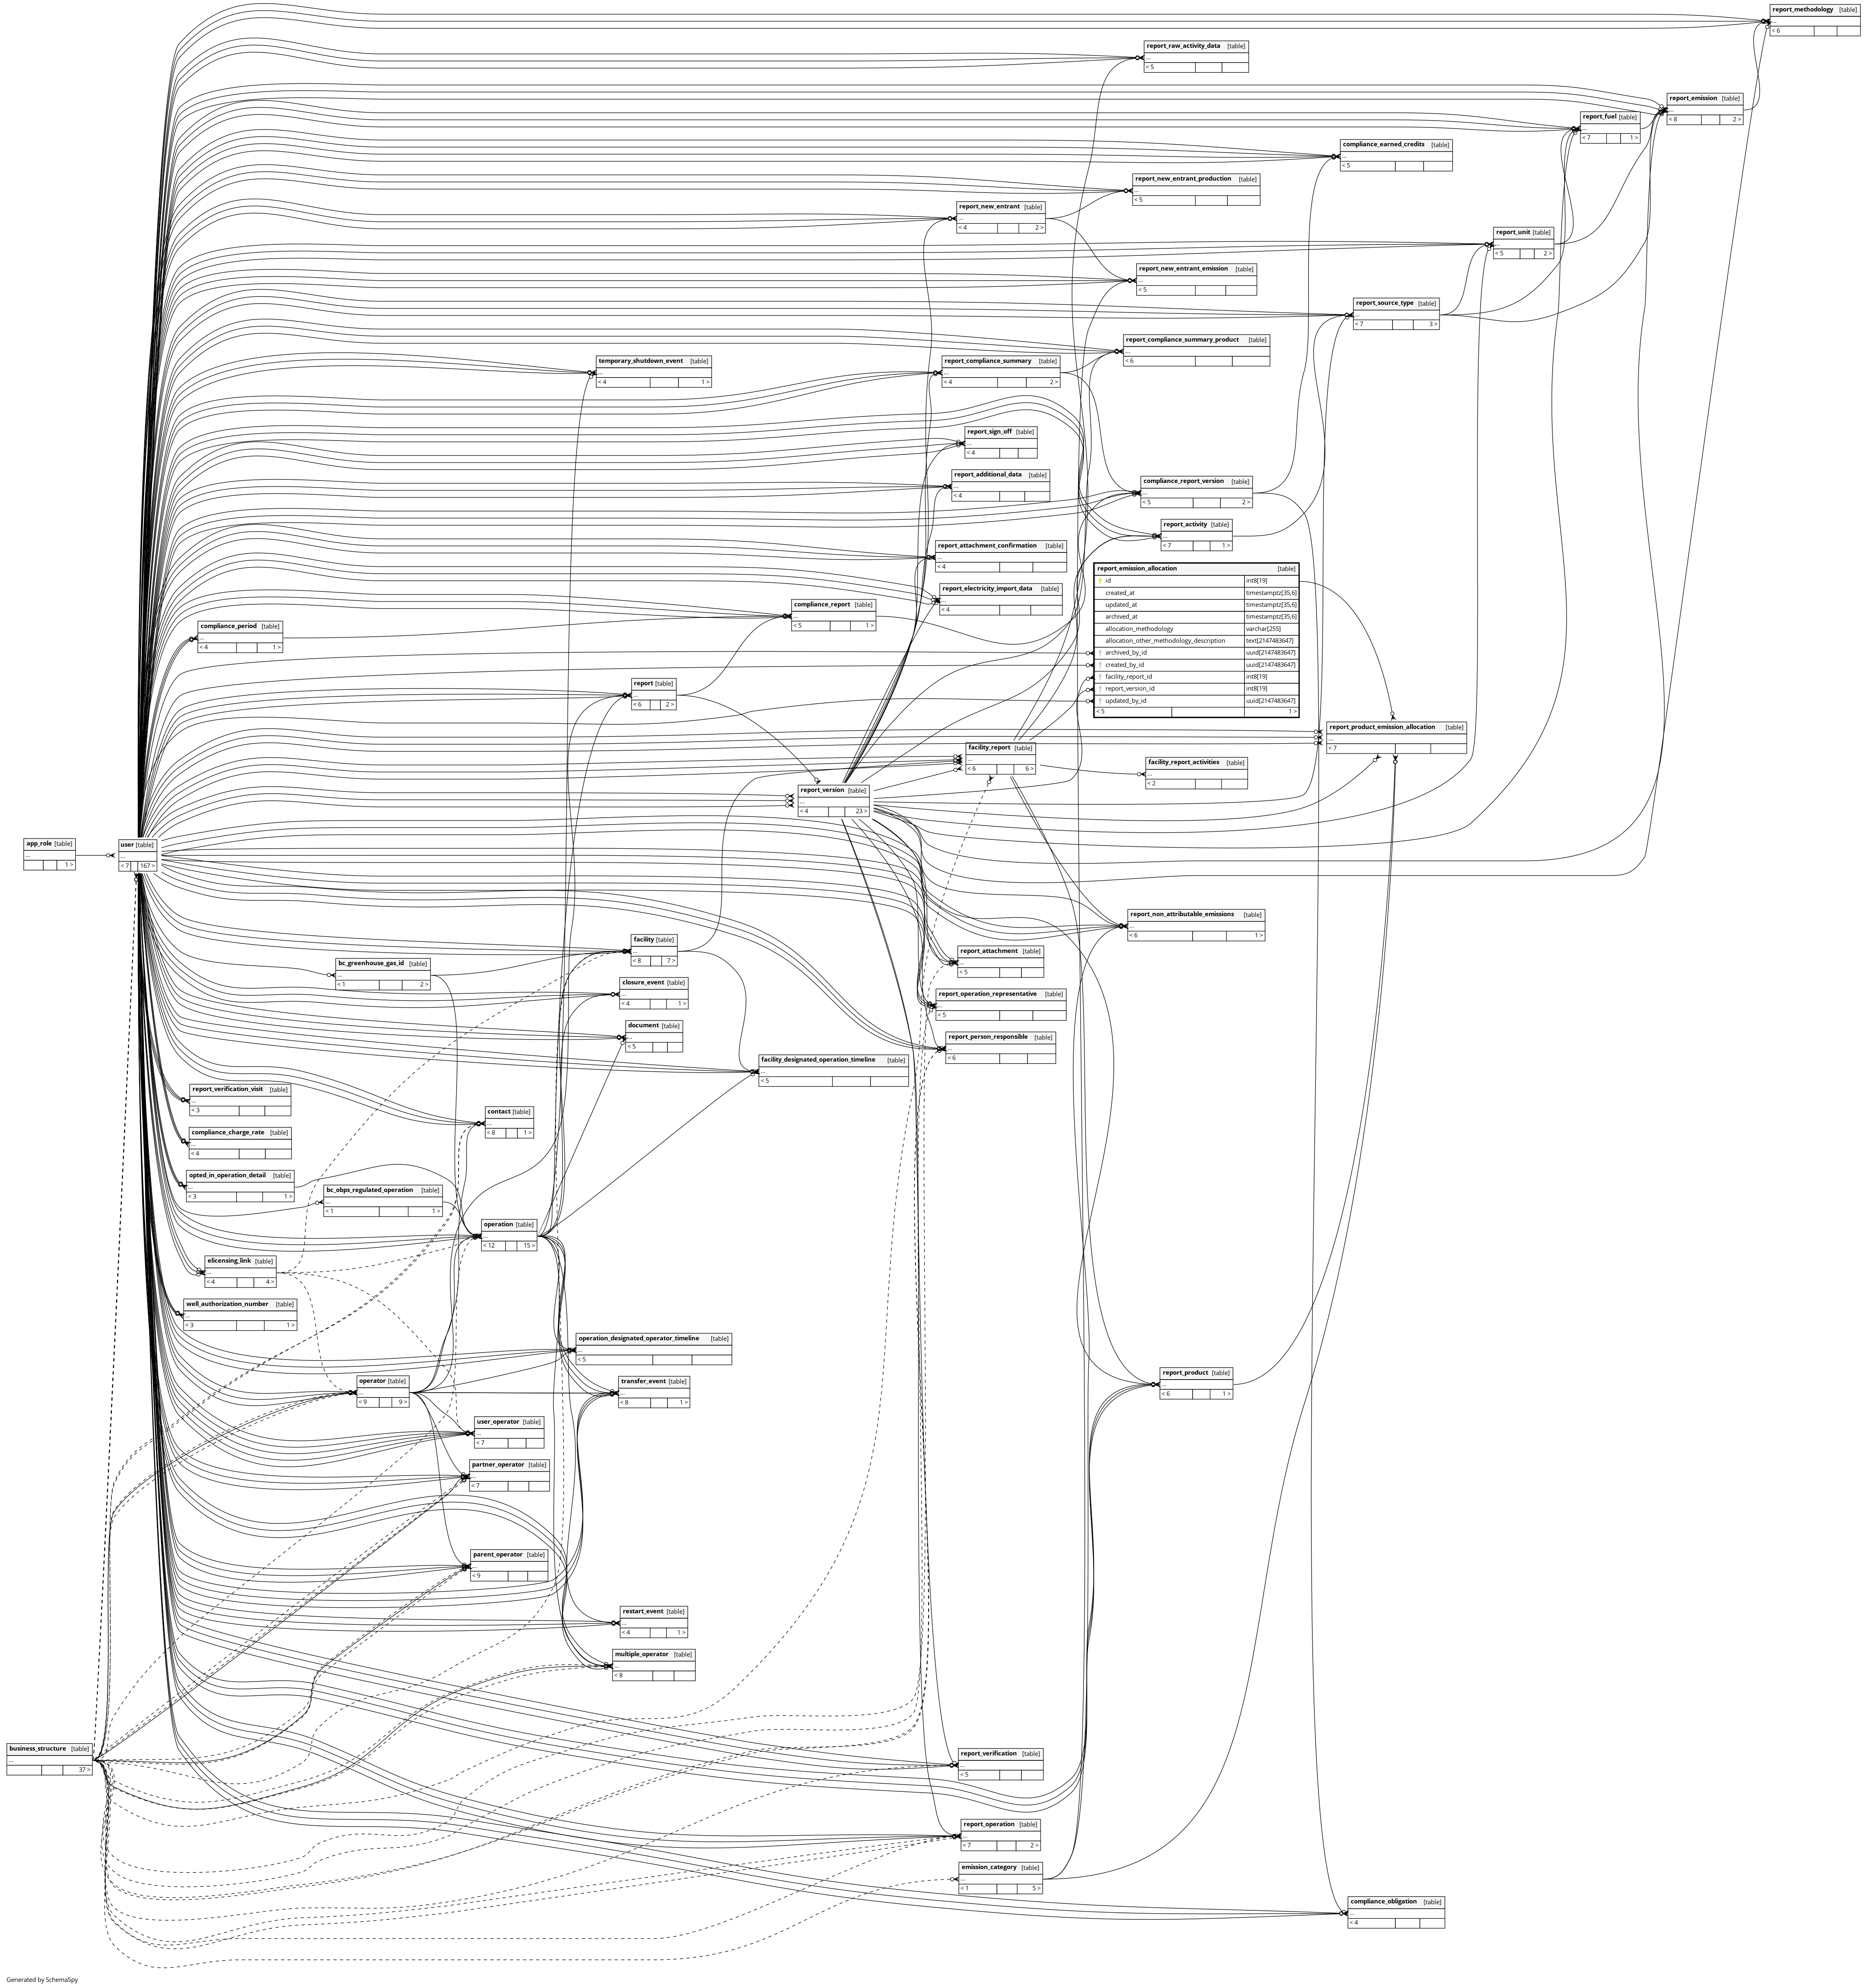 report_methodology [table]
...
< 6
report_raw_activity_data [table]
...
< 5
report_emission [table]
...
< 8 2 >
report_fuel [table]
...
< 7 1 >
compliance_earned_credits [table]
...
< 5
report_new_entrant_production [table]
...
< 5
report_new_entrant [table]
...
< 4 2 >
report_unit [table]
...
< 5 2 >
report_new_entrant_emission [table]
...
< 5
report_source_type [table]
...
< 7 3 >
report_compliance_summary_product [table]
...
< 6
temporary_shutdown_event [table]
...
< 4 1 >
report_compliance_summary [table]
...
< 4 2 >
report_sign_off [table]
...
< 4
report_additional_data [table]
...
< 4
compliance_report_version [table]
...
< 5 2 >
report_activity [table]
...
< 7 1 >
report_attachment_confirmation [table]
...
< 4
report_emission_allocation [table]
id int8[19]
created_at timestamptz[35,6]
updated_at timestamptz[35,6]
archived_at timestamptz[35,6]
allocation_methodology varchar[255]
allocation_other_methodology_description text[2147483647]
archived_by_id uuid[2147483647]
created_by_id uuid[2147483647]
facility_report_id int8[19]
report_version_id int8[19]
updated_by_id uuid[2147483647]
< 5 1 >
report_electricity_import_data [table]
...
< 4
compliance_report [table]
...
< 5 1 >
compliance_period [table]
...
< 4 1 >
report [table]
...
< 6 2 >
report_product_emission_allocation [table]
...
< 7
facility_report [table]
...
< 6 6 >
facility_report_activities [table]
...
< 2
report_version [table]
...
< 4 23 >
app_role [table]
...
1 >
user [table]
...
< 7 167 >
report_non_attributable_emissions [table]
...
< 6 1 >
facility [table]
...
< 8 7 >
report_attachment [table]
...
< 5
bc_greenhouse_gas_id [table]
...
< 1 2 >
closure_event [table]
...
< 4 1 >
report_operation_representative [table]
...
< 5
document [table]
...
< 5
report_person_responsible [table]
...
< 6
facility_designated_operation_timeline [table]
...
< 5
report_verification_visit [table]
...
< 3
contact [table]
...
< 8 1 >
compliance_charge_rate [table]
...
< 4
opted_in_operation_detail [table]
...
< 3 1 >
bc_obps_regulated_operation [table]
...
< 1 1 >
operation [table]
...
< 12 15 >
elicensing_link [table]
...
< 4 4 >
well_authorization_number [table]
...
< 3 1 >
operation_designated_operator_timeline [table]
...
< 5
report_product [table]
...
< 6 1 >
operator [table]
...
< 9 9 >
transfer_event [table]
...
< 8 1 >
user_operator [table]
...
< 7
partner_operator [table]
...
< 7
parent_operator [table]
...
< 9
restart_event [table]
...
< 4 1 >
multiple_operator [table]
...
< 8
business_structure [table]
...
37 >
report_verification [table]
...
< 5
report_operation [table]
...
< 7 2 >
emission_category [table]
...
< 1 5 >
compliance_obligation [table]
...
< 4
Generated by SchemaSpy